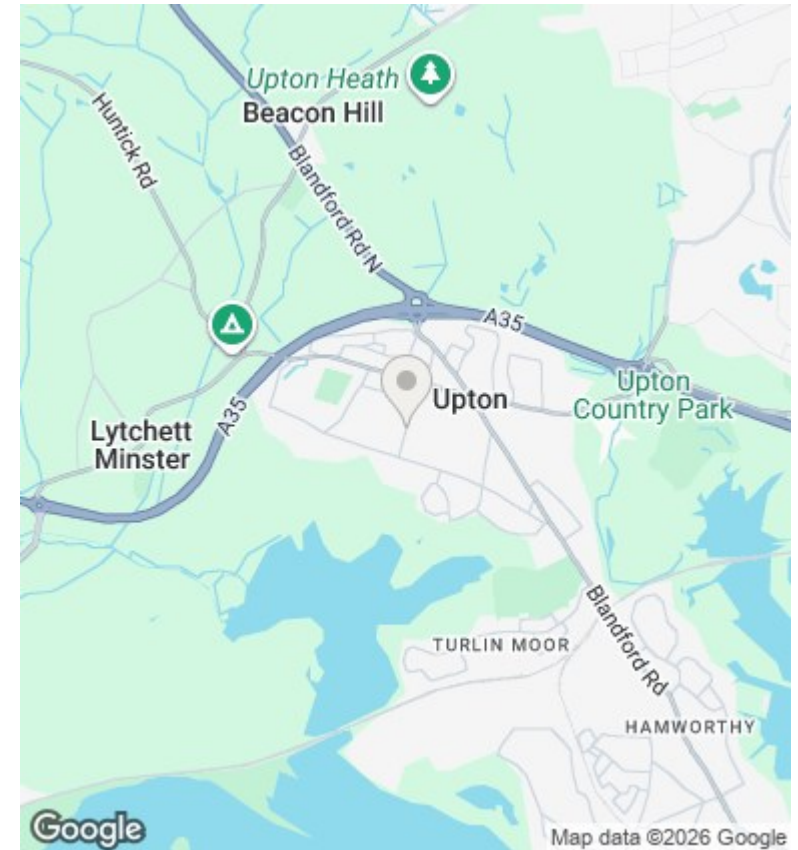 Upton Heath
Beacon Hill
Huntick Rd
Blandford Rd N
A35
Upton
Upton
Country Park
Lytchett
Minster
A35
TURLIN MOOR
Blandford Rd
HAMWORTHY
Google
Map data ©2026 Google